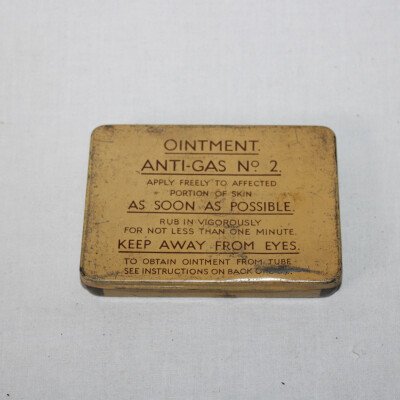 OINTMENT.
ANTI-GAS Nº 2.
APPLY FREELY TO AFFECTED
PORTION OF SKIN
AS SOON AS POSSIBLE.
RUB IN VIGOROUSLY
FOR NOT LESS THAN ONE MINUTE.
KEEP AWAY FROM EYES.
TO OBTAIN OINTMENT FROM TUBE
SEE INSTRUCTIONS ON BACK OF